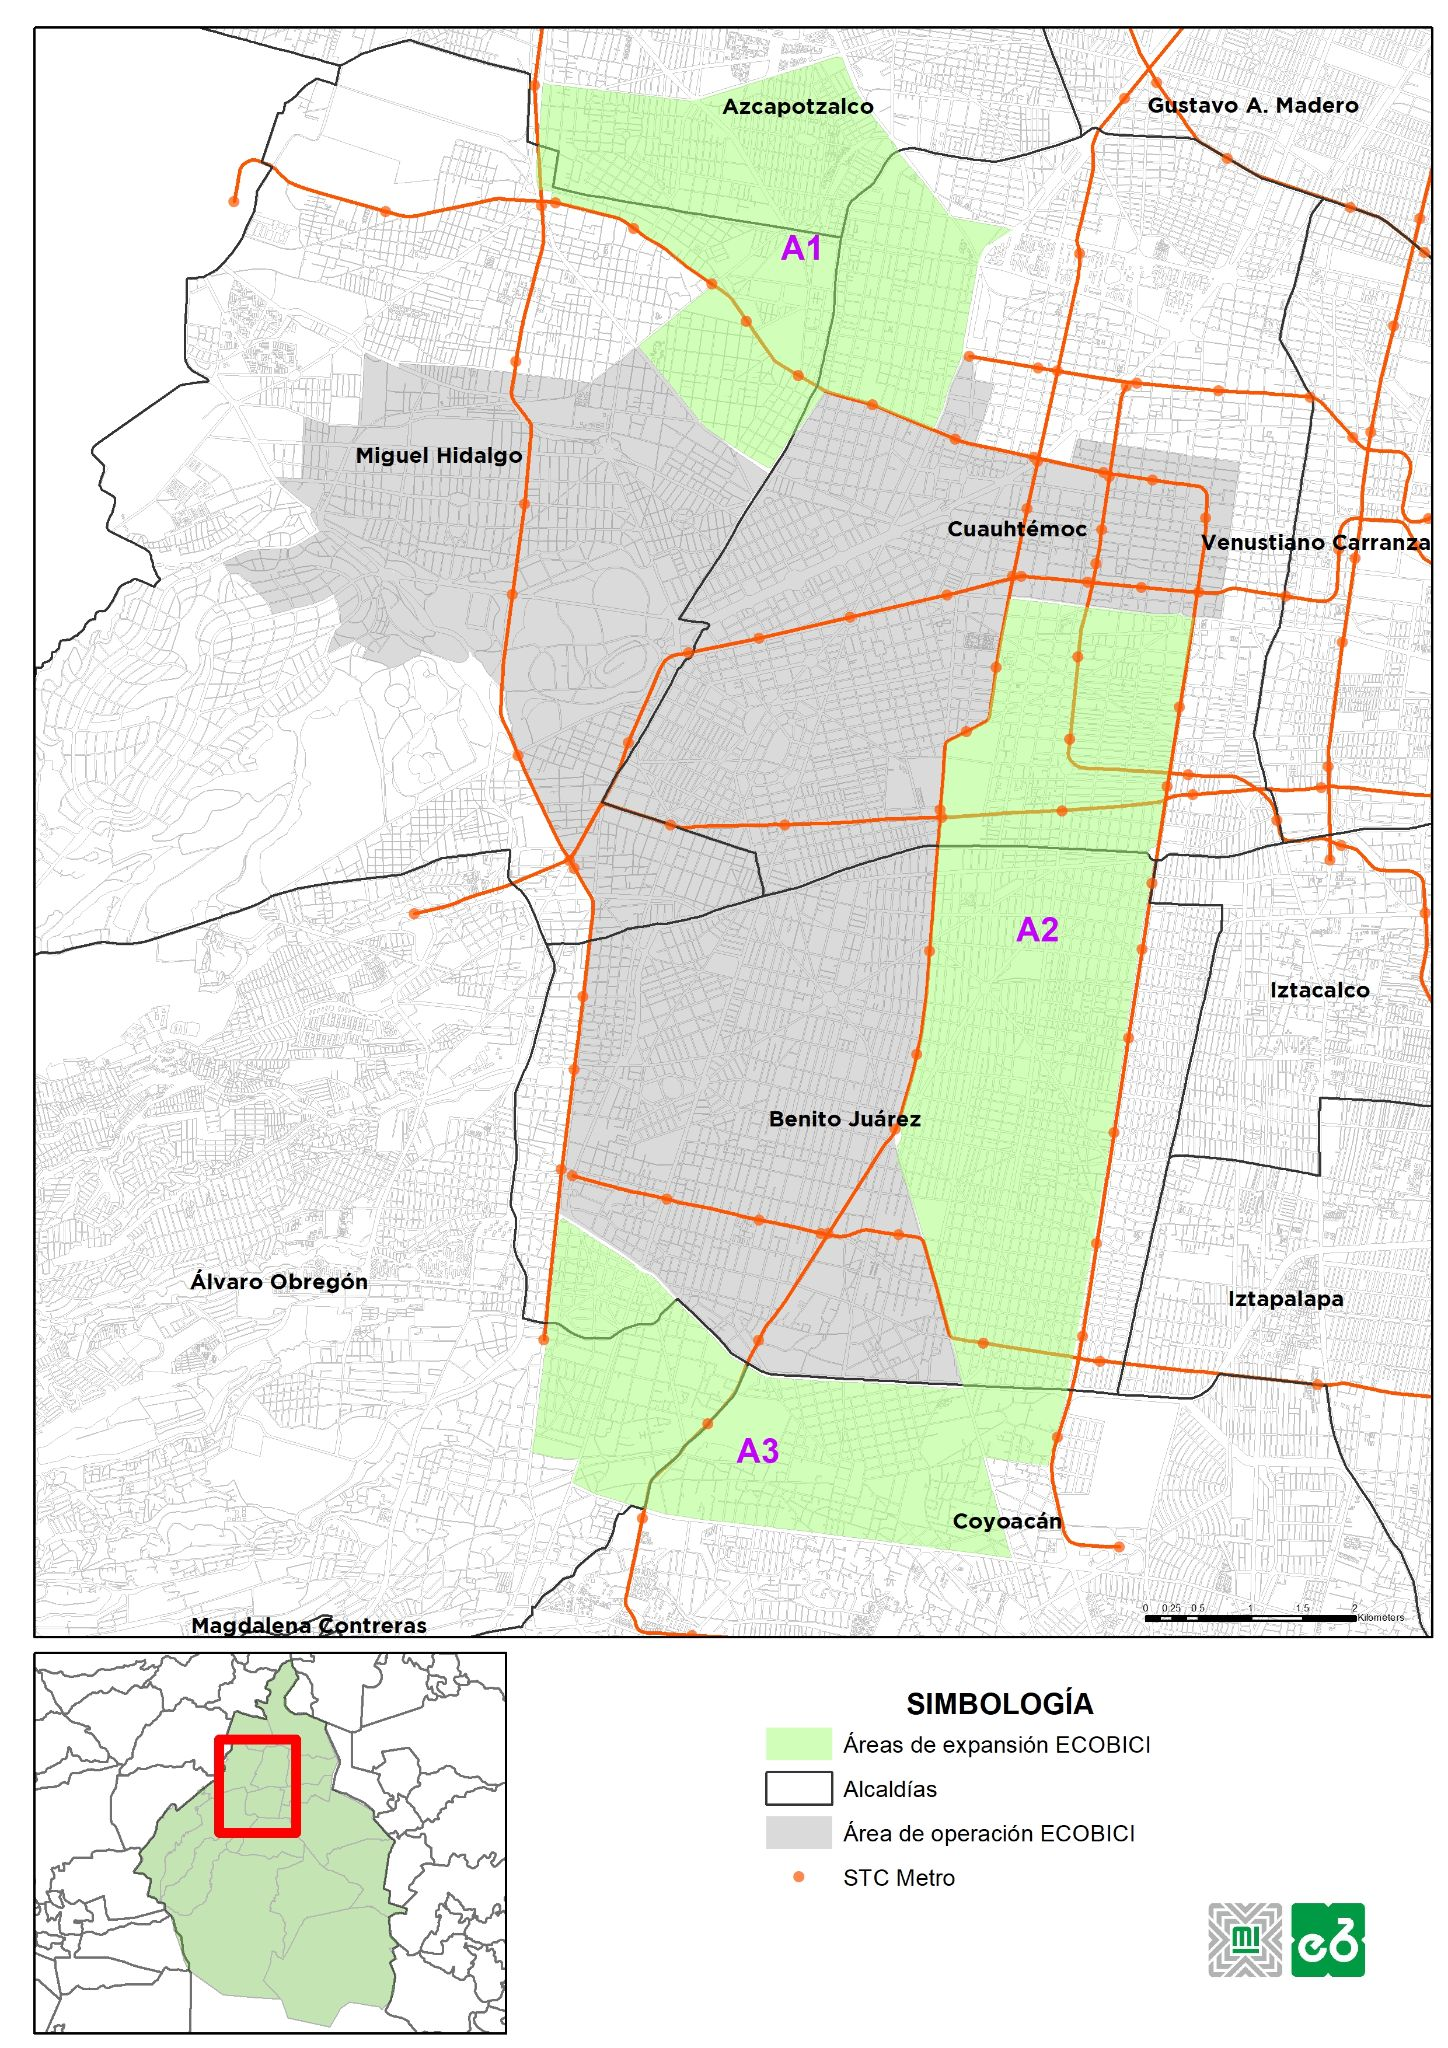 Azcapotzalco
Gustavo A. Madero
A1
Miguel Hidalgo
Cuauhtémoc
Venustiano Carranza
A2
Iztacalco
Benito Juárez
Álvaro Obregón
Iztapalapa
A3
Coyoacán
Magdalena Contreras
0 0.25 0.5 1 1.5 2
Kilometers
SIMBOLOGÍA
Áreas de expansión ECOBICI
Alcaldías
Área de operación ECOBICI
STC Metro
MI